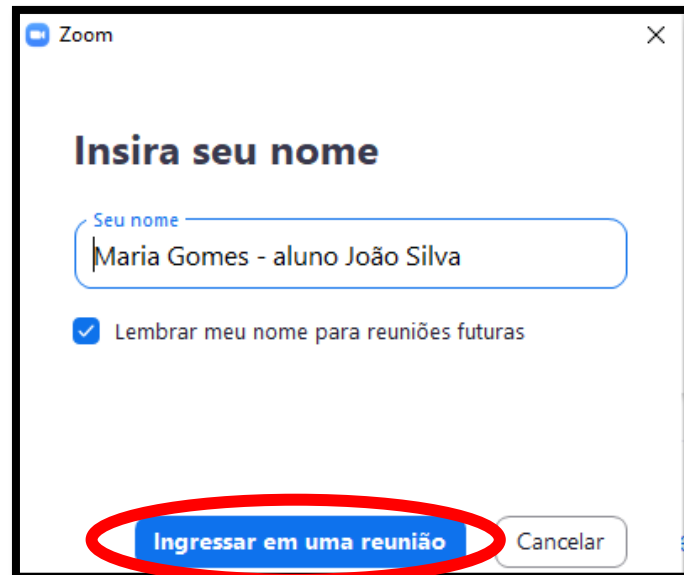 Zoom
Insira seu nome
Seu nome
Maria Gomes - aluno João Silva
Lembrar meu nome para reuniões futuras
Ingressar em uma reunião
Cancelar